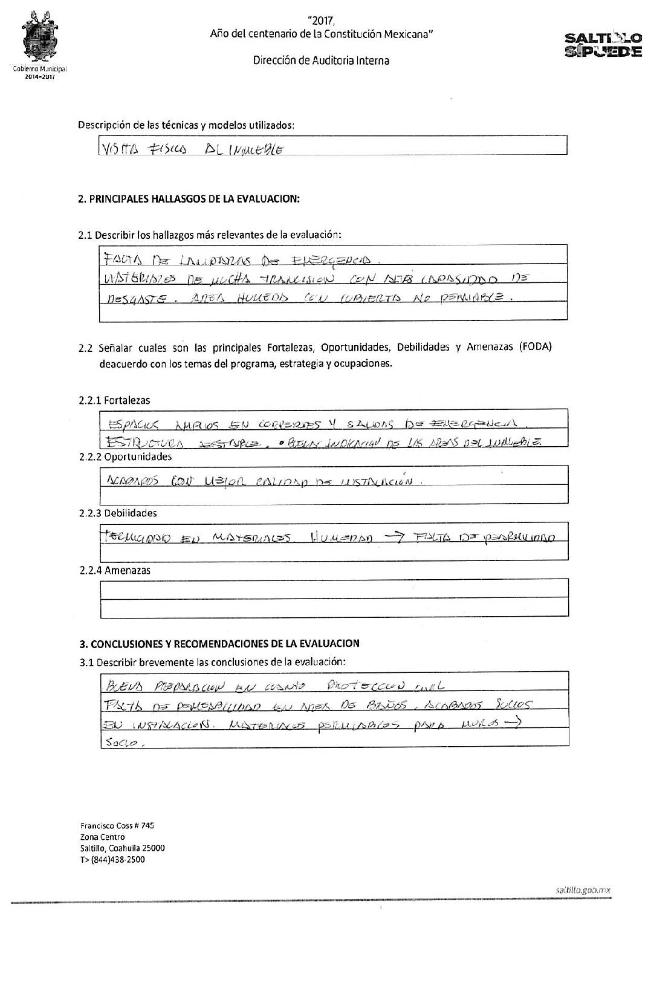 "2017,
Año del centenario de la Constitución Mexicana"
SALTILLO
SÍPUEDE
Dirección de Auditoria Interna
Gobierno Municipal
2014-2017
Descripción de las técnicas y modelos utilizados:
VISITA FISICA AL INMUEBLE
2. PRINCIPALES HALLASGOS DE LA EVALUACION:
2.1 Describir los hallazgos más relevantes de la evaluación:
FALTA DE LAMPARAS DE EMERGENCIA.
MATERIALES DE MUCHA TRANCISION CON ALTA CAPASIDAD DE
DESGASTE. AREA HUMEDA CON CUBIERTA NO PERMIABLE.
2.2 Señalar cuales son las principales Fortalezas, Oportunidades, Debilidades y Amenazas (FODA)
deacuerdo con los temas del programa, estrategia y ocupaciones.
2.2.1 Fortalezas
ESPACIOS AMPLIOS EN CORREDORES Y SALIDAS DE EMERGENCIA.
ESTRUCTURA ESTABLE. • BUENA INDICACION DE LAS AREAS DEL INMUEBLE.
2.2.2 Oportunidades
ACABADOS CON MEJOR CALIDAD DE INSTALACIÓN.
2.2.3 Debilidades
TERMICIDAD EN MATERIALES. HUMEDAD → FALTA DE
2.2.4 Amenazas
3. CONCLUSIONES Y RECOMENDACIONES DE LA EVALUACION
3.1 Describir brevemente las conclusiones de la evaluación:
BUENA PREPARACION EN CUANTO PROTECCION CIVIL
FALTA DE PEMEABILIDAD EN AREA DE BAÑOS. ACABADOS SUCIOS
EN INSTALACION. MATERIALES PERMIABLES PARA MUROS →
SOCLO.
Francisco Coss # 745
Zona Centro
Saltillo, Coahuila 25000
T> (844)438-2500
saltillo.gob.mx